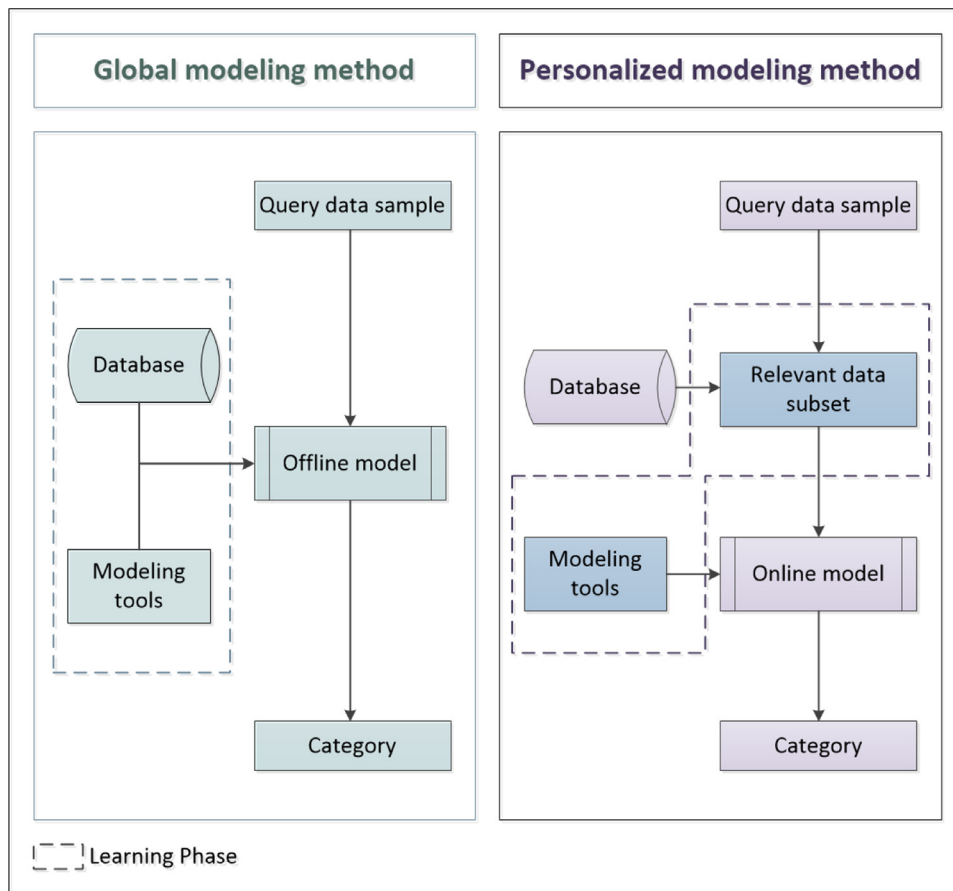 Global modeling method
Query data sample
Database
Offline model
Modeling
tools
Category
Personalized modeling method
Query data sample
Database
Relevant data
subset
Modeling
tools
Online model
Category
Learning Phase